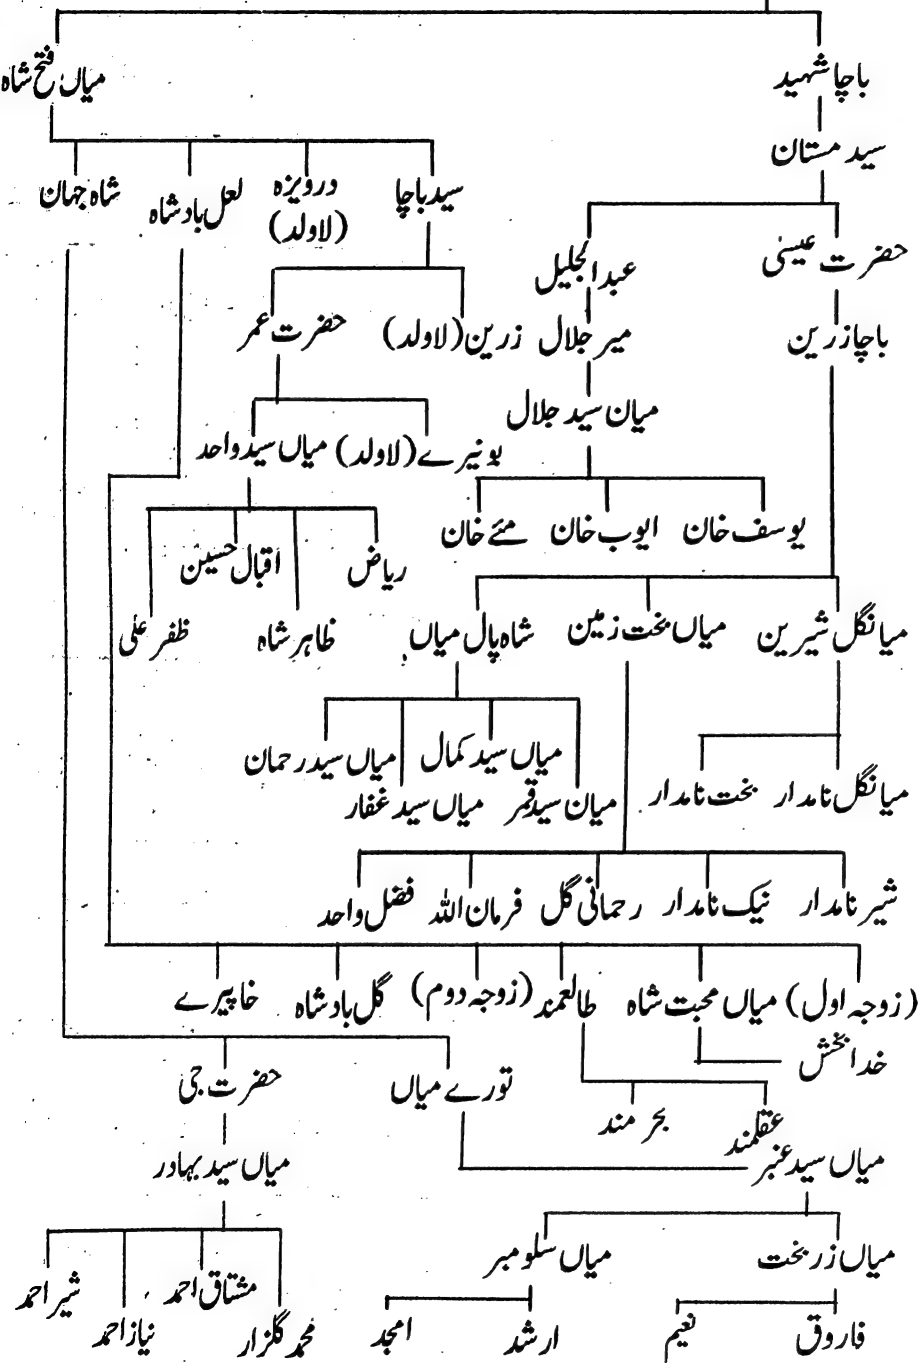 باچا شہید میاں فتح شاہ
سید مستان
سید باچا درویزہ (لاولد) لعل بادشاہ شاہ جہان
حضرت عیسیٰ عبدالجلیل
باچا زرین میر جلال زرین (لاولد) حضرت عمر
میان سید جلال
بونیرے (لاولد) میاں سید واحد
یوسف خان ایوب خان مئے خان
ریاض اقبال حسین
میانگل شیرین میاں بخت زمین شاہ پال میاں ظاہر شاہ ظفر علی
میاں سید کمال میاں سید رحمان
میانگل نامدار بخت نامدار میان سید قمر میاں سید غفار
شیر نامدار نیک نامدار رحمانی گل فرمان اللہ فضل واحد
(زوجہ اول) میاں محبت شاہ طالعمند (زوجہ دوم) گل بادشاہ خاپیرے
خدا بخش
تورے میاں حضرت جی
عقلمند بحرمند
میاں سید عنبر میاں سید بہادر
میاں زربخت میاں سلومبر
مشتاق احمد شیر احمد
فاروق نعیم ارشد امجد محمد گلزار نیاز احمد